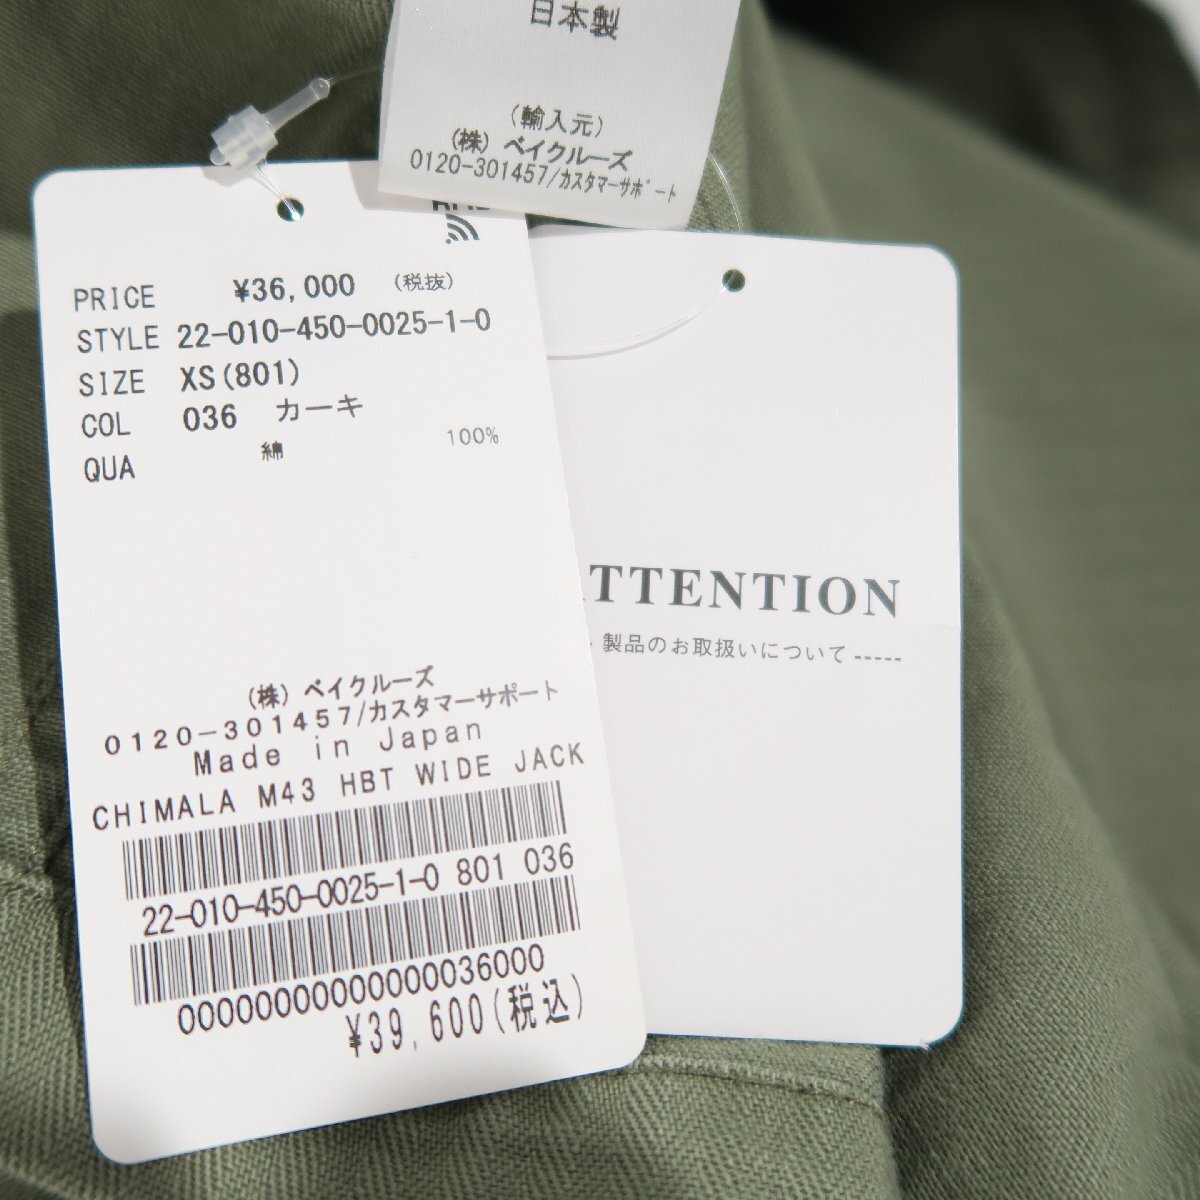 日本製
(輸入元)
(株) ベイクルーズ
0120-301457/カスタマーサポート
PRICE ¥36,000 (税抜)
STYLE 22-010-450-0025-1-0
SIZE XS(801)
COL 036 カーキ
QUA 綿 100%
(株) ベイクルーズ
0120-301457/カスタマーサポート
Made in Japan
CHIMALA M43 HBT WIDE JACK
22-010-450-0025-1-0 801 036
00000000000000036000
¥39,600(税込)
ATTENTION
製品のお取扱いについて-----